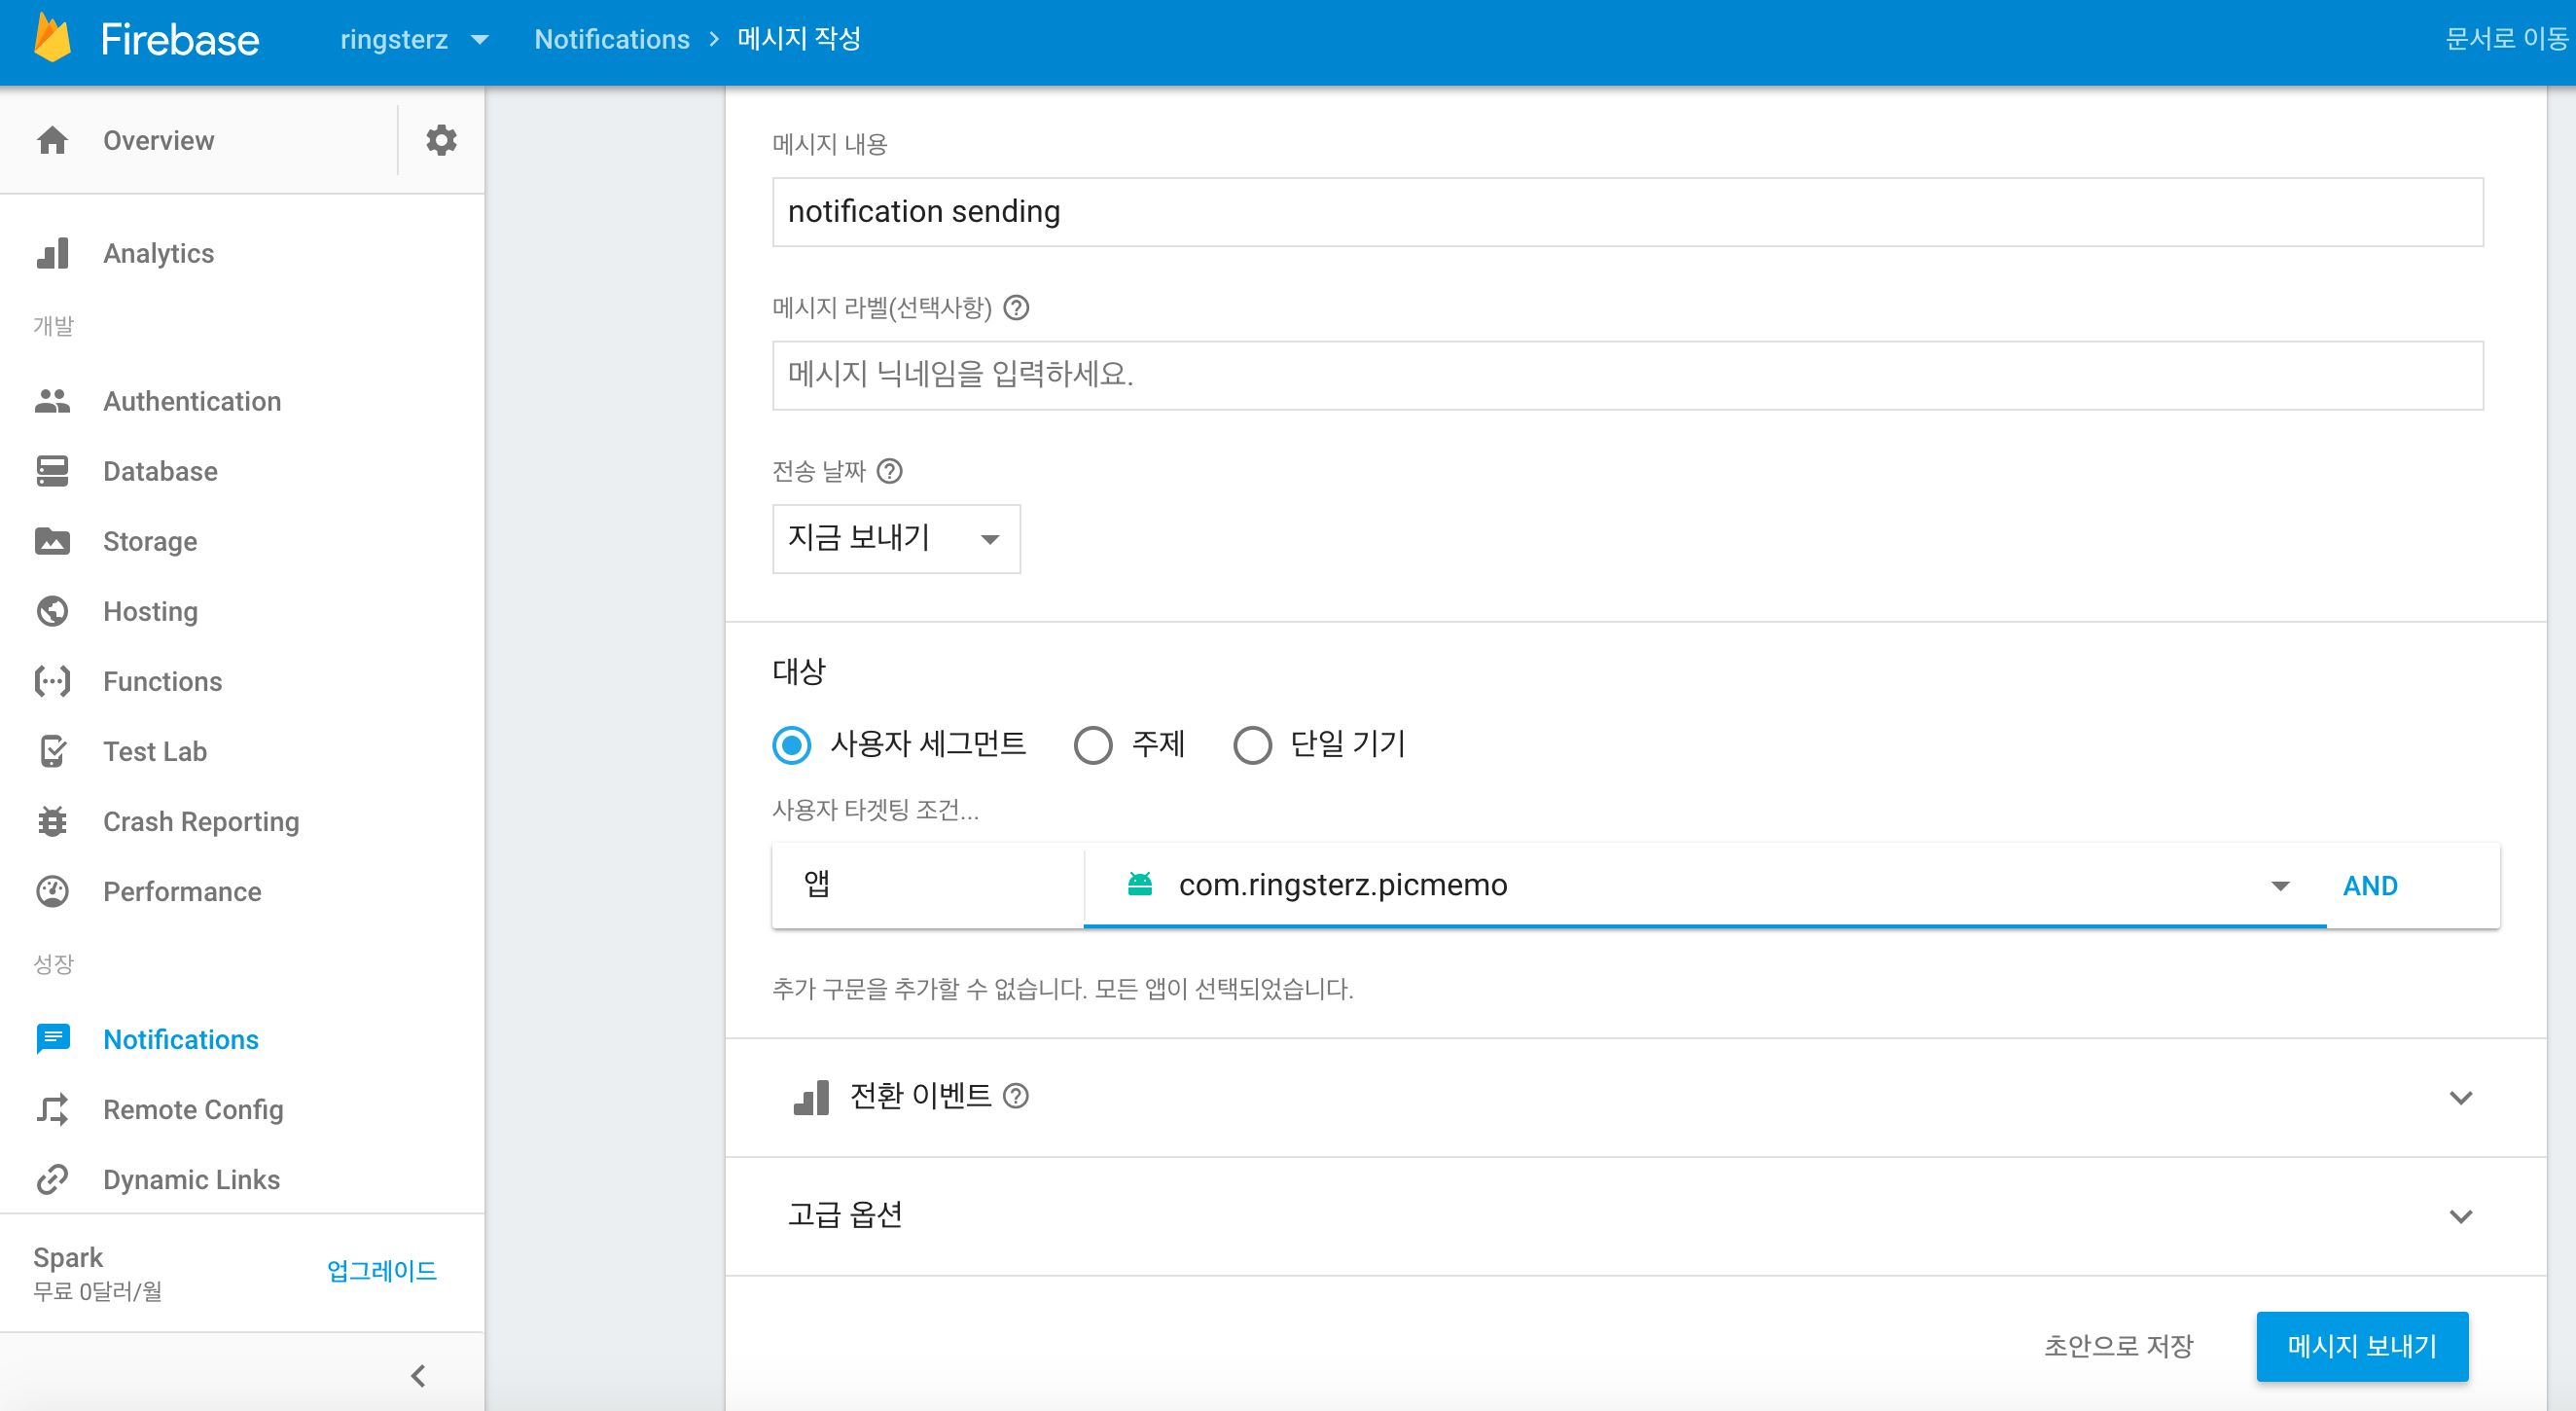 Firebase
ringsterz
Notifications > 메시지 작성
문서로 이동
Overview
Analytics
개발
Authentication
Database
Storage
Hosting
Functions
Test Lab
Crash Reporting
Performance
성장
Notifications
Remote Config
Dynamic Links
Spark
무료 0달러/월
업그레이드
메시지 내용
notification sending
메시지 라벨(선택사항)
메시지 닉네임을 입력하세요.
전송 날짜
지금 보내기
대상
사용자 세그먼트 주제 단일 기기
사용자 타겟팅 조건...
앱 com.ringsterz.picmemo AND
추가 구문을 추가할 수 없습니다. 모든 앱이 선택되었습니다.
전환 이벤트
고급 옵션
초안으로 저장 메시지 보내기